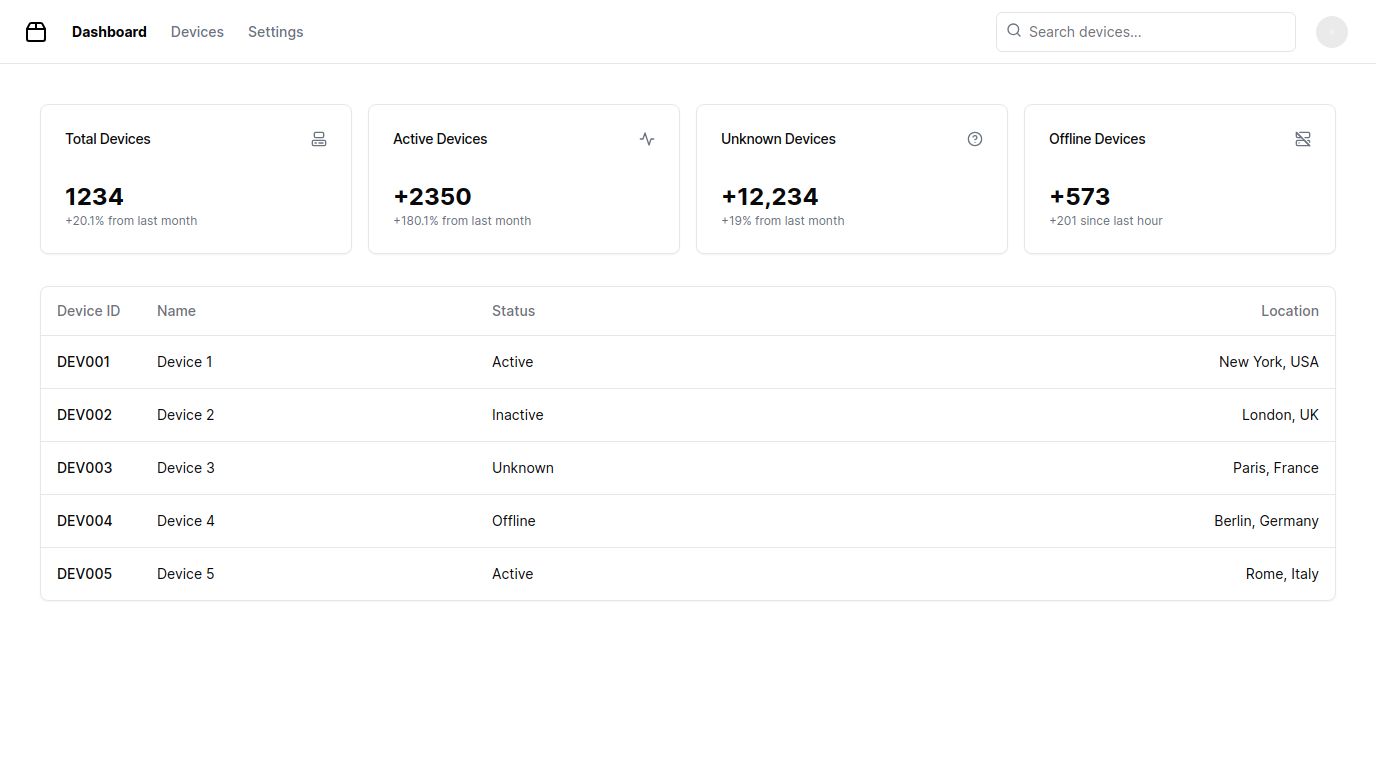 Dashboard Devices Settings Search devices...
Total Devices Active Devices Unknown Devices Offline Devices
1234 +2350 +12,234 +573
+20.1% from last month +180.1% from last month +19% from last month +201 since last hour
Device ID Name Status Location
DEV001 Device 1 Active New York, USA
DEV002 Device 2 Inactive London, UK
DEV003 Device 3 Unknown Paris, France
DEV004 Device 4 Offline Berlin, Germany
DEV005 Device 5 Active Rome, Italy